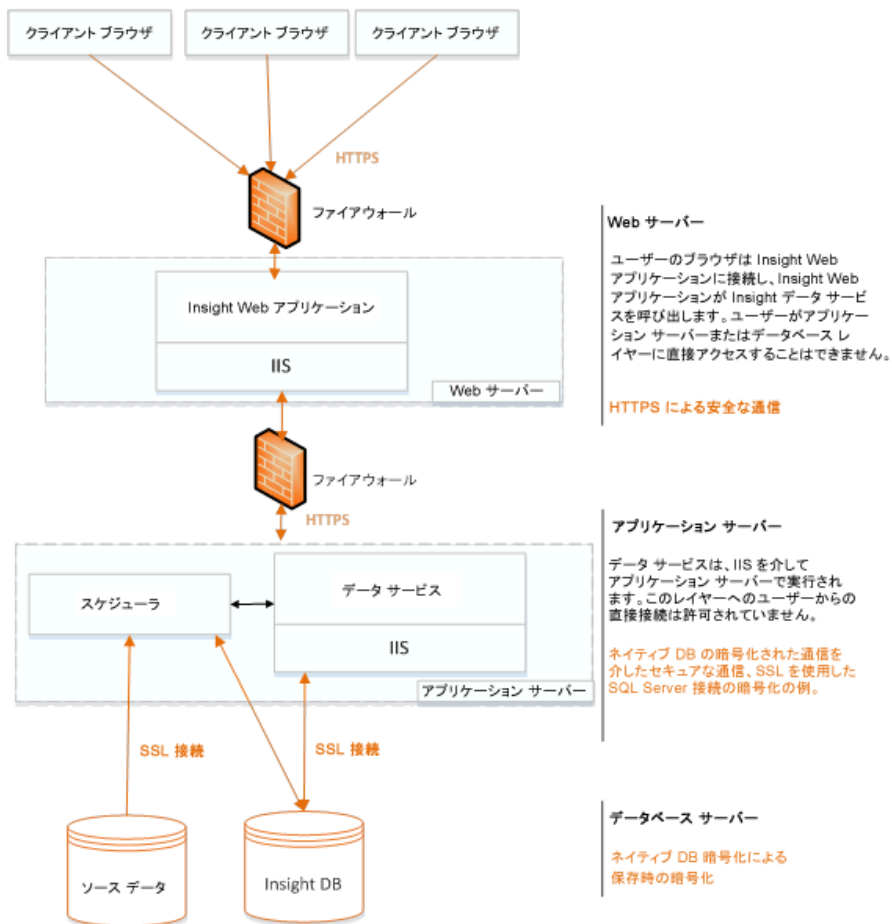 クライアント ブラウザ
クライアント ブラウザ
クライアント ブラウザ
HTTPS
ファイアウォール
Insight Web アプリケーション
IIS
Web サーバー
ファイアウォール
HTTPS
スケジューラ
データ サービス
IIS
アプリケーション サーバー
SSL 接続
SSL 接続
ソース データ
Insight DB
Web サーバー
ユーザーのブラウザは Insight Web
アプリケーションに接続し、Insight Web
アプリケーションが Insight データ サービ
スを呼び出します。ユーザーがアプリケー
ション サーバーまたはデータベース レ
イヤーに直接アクセスすることはできません。
HTTPS による安全な通信
アプリケーション サーバー
データ サービスは、IIS を介して
アプリケーション サーバーで実行され
ます。このレイヤーへのユーザーからの
直接接続は許可されていません。
ネイティブ DB の暗号化された通信を
介したセキュアな通信、SSL を使用した
SQL Server 接続の暗号化の例。
データベース サーバー
ネイティブ DB 暗号化による
保存時の暗号化